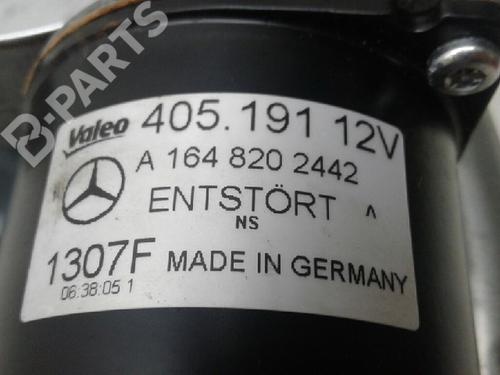 B-PARTS
Valeo 405.191 12V
A 164 820 2442
ENTSTÖRT ^
NS
1307F MADE IN GERMANY
06:38:05 1